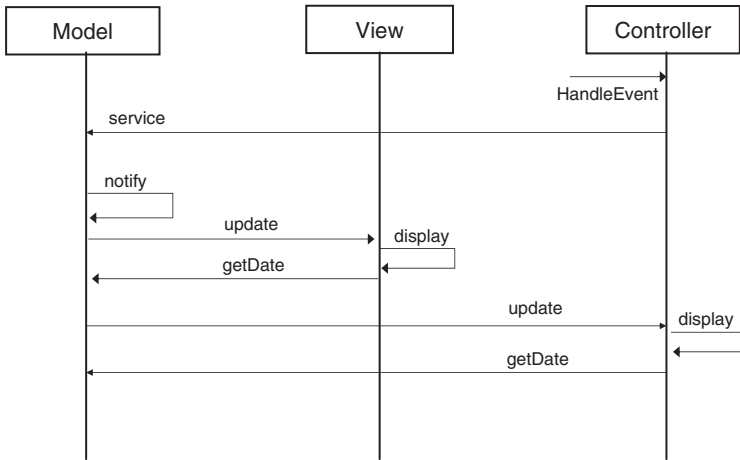 Model
View
Controller
HandleEvent
service
notify
update
display
getDate
update
display
getDate